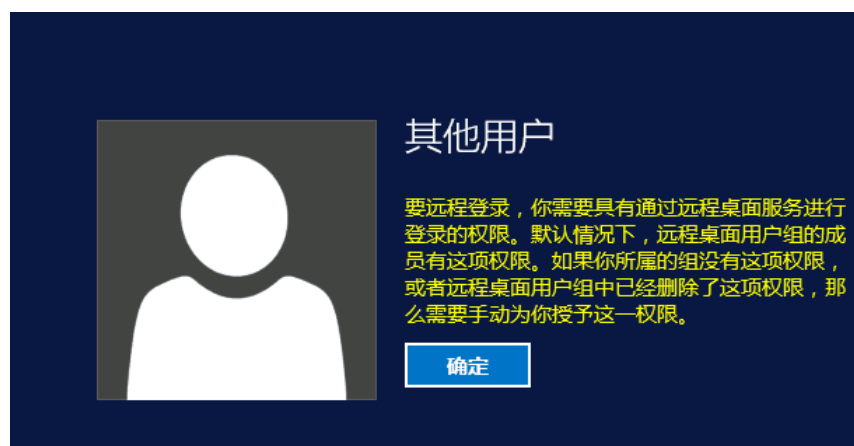 其他用户
要远程登录，你需要具有通过远程桌面服务进行
登录的权限。默认情况下，远程桌面用户组的成
员有这项权限。如果你所属的组没有这项权限，
或者远程桌面用户组中已经删除了这项权限，那
么需要手动为你授予这一权限。
确定